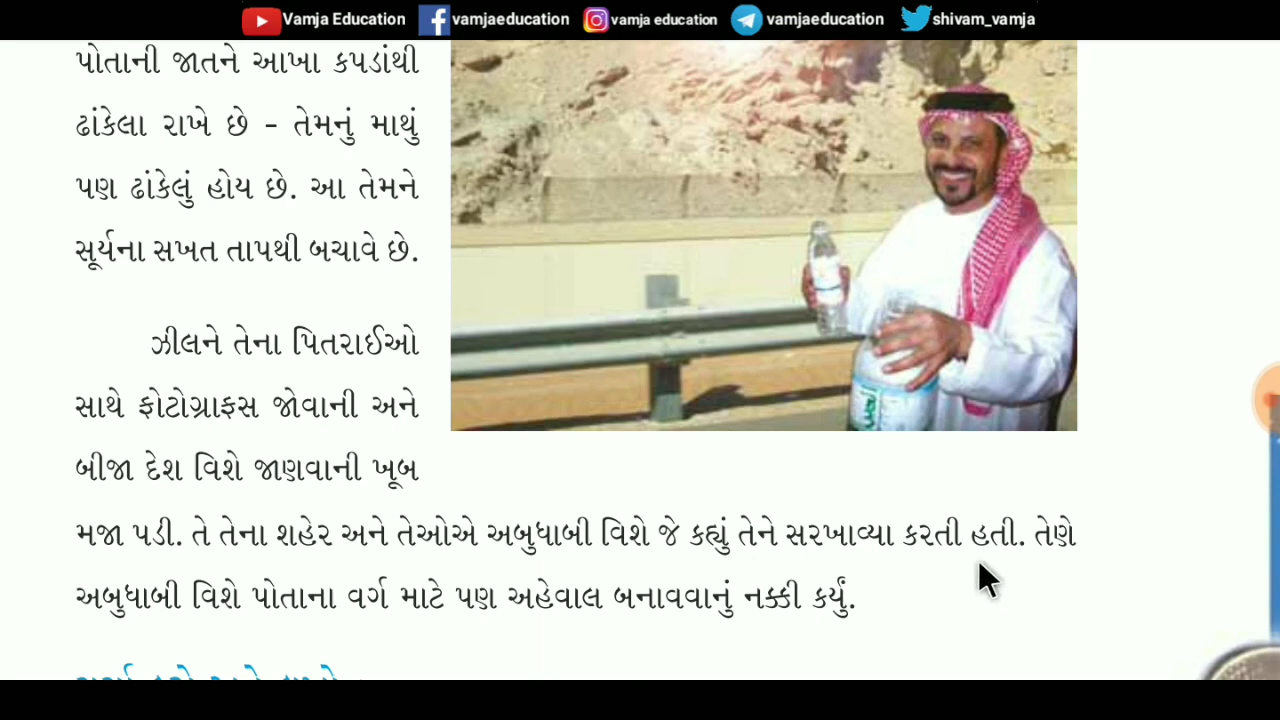 Vamja Education vamjaeducation vamja education vamjaeducation shivam_vamja
પોતાની જાતને આખા કપડાંથી
ઢાંકેલા રાખે છે - તેમનું માથું
પણ ઢાંકેલું હોય છે. આ તેમને
સૂર્યના સખત તાપથી બચાવે છે.
ઝીલને તેના પિતરાઈઓ
સાથે ફોટોગ્રાફસ જોવાની અને
બીજા દેશ વિશે જાણવાની ખૂબ
મજા પડી. તે તેના શહેર અને તેઓએ અબુધાબી વિશે જે કહ્યું તેને સરખાવ્યા કરતી હતી. તેણે
અબુધાબી વિશે પોતાના વર્ગ માટે પણ અહેવાલ બનાવવાનું નક્કી કર્યું.